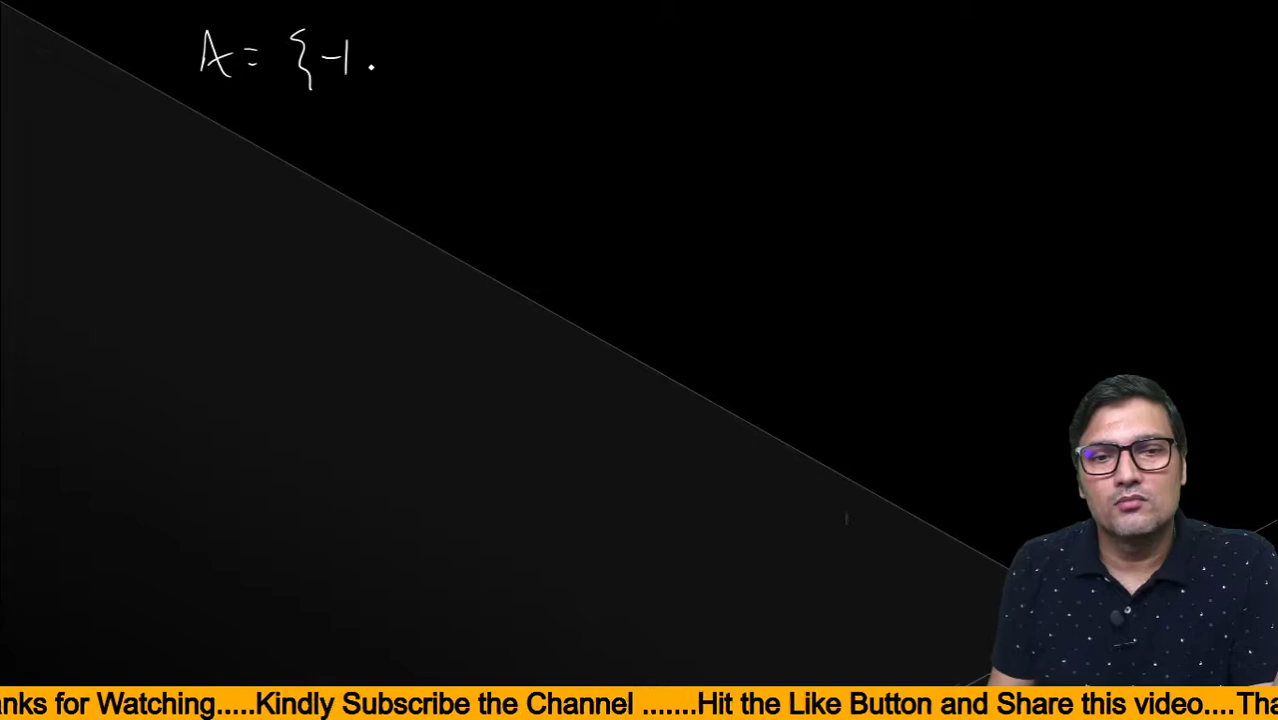 A = { -1 .
anks for Watching.....Kindly Subscribe the Channel .......Hit the Like Button and Share this video....Tha